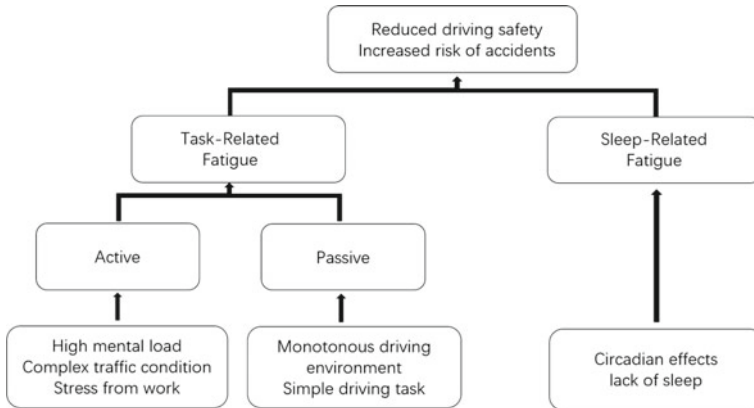 Reduced driving safety
Increased risk of accidents
Task-Related
Fatigue
Sleep-Related
Fatigue
Active
Passive
High mental load
Complex traffic condition
Stress from work
Monotonous driving
environment
Simple driving task
Circadian effects
lack of sleep